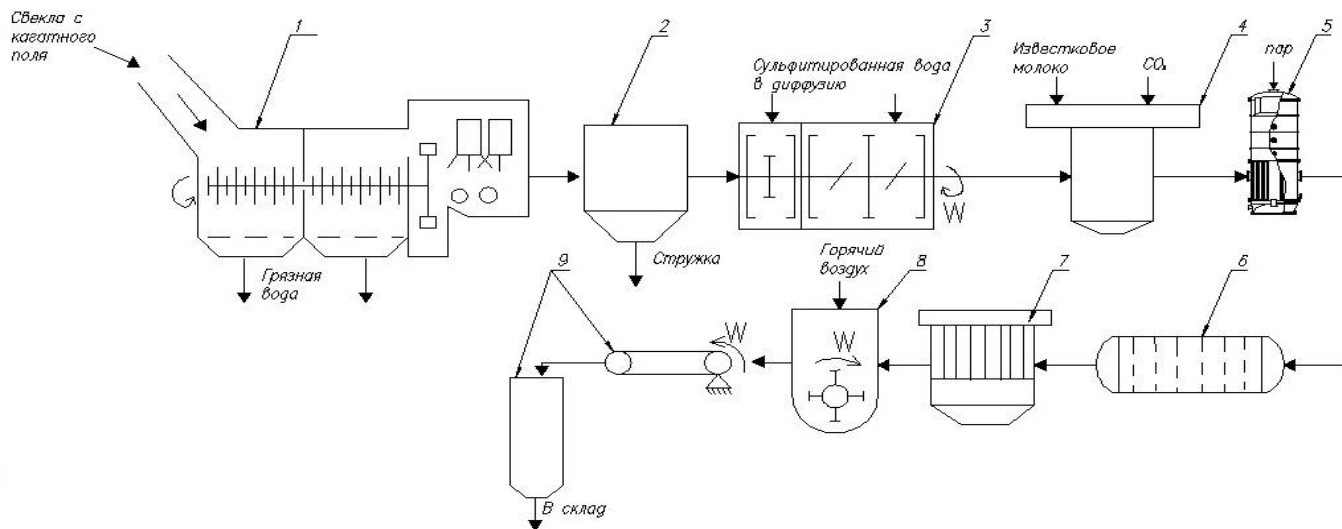 Свекла с
кагатного
поля
1
2
3
4
5
Сульфитированная вода
в диффузию
Известковое
молоко
CO₂
пар
W
Грязная
вода
Стружка
Горячий
воздух
9
8
7
6
W
W
В склад